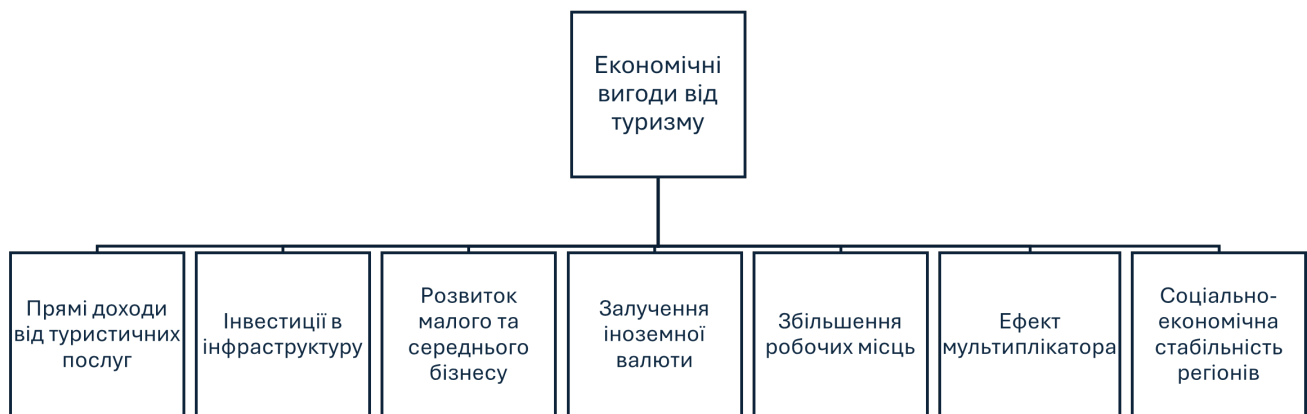 Економічні
вигоди від
туризму
Прямі доходи
від туристичних
послуг
Інвестиції в
інфраструктуру
Розвиток
малого та
середнього
бізнесу
Залучення
іноземної
валюти
Збільшення
робочих місць
Ефект
мультиплікатора
Соціально-
економічна
стабільність
регіонів